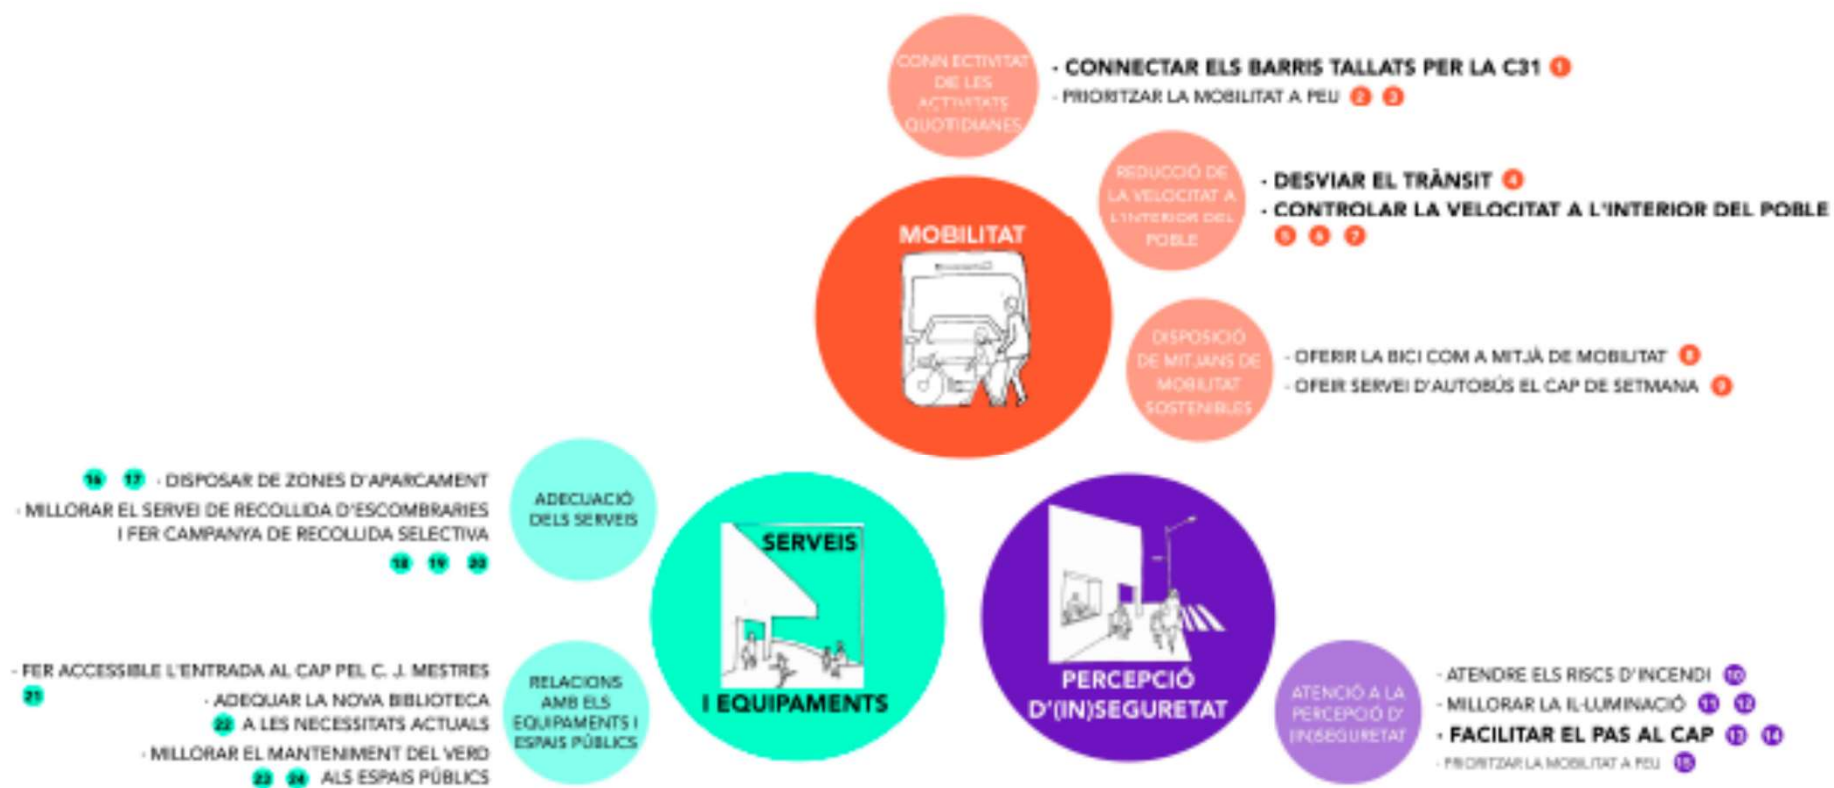 CONN ECTIVITAT
DE LES
ACTIVITATS
QUOTIDIANES
- CONNECTAR ELS BARRIS TALLATS PER LA C31 1
- PRIORITZAR LA MOBILITAT A PEU 2 3
REDUCCIÓ DE
LA VELOCITAT A
L'INTERIOR DEL
POBLE
- DESVIAR EL TRÀNSIT 4
- CONTROLAR LA VELOCITAT A L'INTERIOR DEL POBLE
5 6 7
MOBILITAT
DISPOSICIÓ
DE MITJANS DE
MOBILITAT
SOSTENIBLES
- OFERIR LA BICI COM A MITJÀ DE MOBILITAT 8
- OFEIR SERVEI D'AUTOBÚS EL CAP DE SETMANA 9
16 17 - DISPOSAR DE ZONES D'APARCAMENT
- MILLORAR EL SERVEI DE RECOLLIDA D'ESCOMBRARIES
I FER CAMPANYA DE RECOLLIDA SELECTIVA
18 19 20
ADECUACIÓ
DELS SERVEIS
SERVEIS
I EQUIPAMENTS
PERCEPCIÓ
D'(IN)SEGURETAT
- FER ACCESSIBLE L'ENTRADA AL CAP PEL C. J. MESTRES
21
- ADEQUAR LA NOVA BIBLIOTECA
22 A LES NECESSITATS ACTUALS
- MILLORAR EL MANTENIMENT DEL VERD
23 24 ALS ESPAIS PÚBLICS
RELACIONS
AMB ELS
EQUIPAMENTS I
ESPAIS PÚBLICS
ATENCIÓ A LA
PERCEPCIÓ D'
(IN)SEGURETAT
- ATENDRE ELS RISCS D'INCENDI 10
- MILLORAR LA IL·LUMINACIÓ 11 12
- FACILITAR EL PAS AL CAP 13 14
- PRIORITZAR LA MOBILITAT A PEU 15